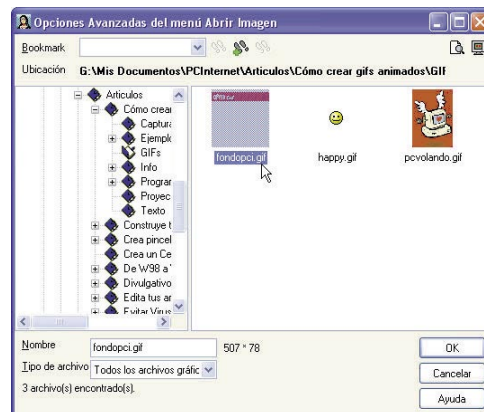 Opciones Avanzadas del menú Abrir Imagen
Bookmark
Ubicación G:\Mis Documentos\PCInternet\Articulos\Cómo crear gifs animados\GIF
Articulos
Cómo crear
Captura
Ejemplo
GIFs
Info
Program
Proyec
Texto
Construye t
Crea pincel
Crea un Ce
De W98 a
Divulgativo
Edita tus ar
Evitar Virus
fondopci.gif
happy.gif
pcvolando.gif
Nombre fondopci.gif 507 * 78
Tipo de archivo Todos los archivos gráfic
3 archivo(s) encontrado(s).
OK
Cancelar
Ayuda